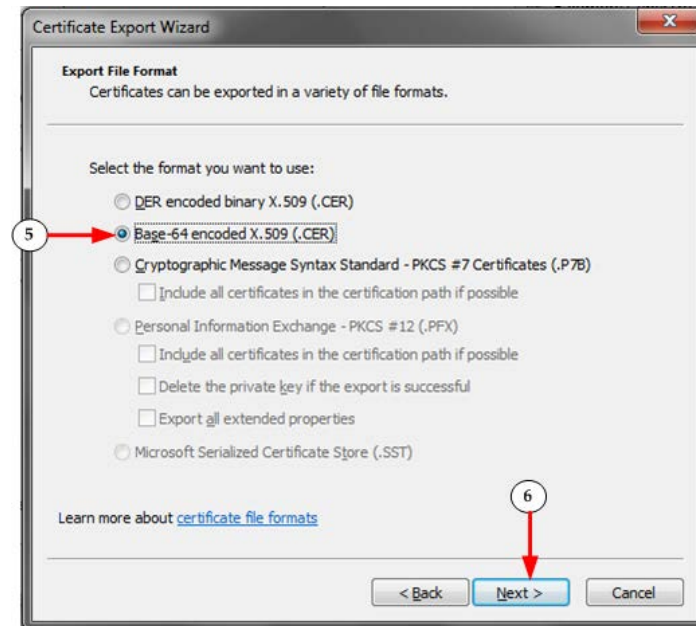 Certificate Export Wizard
Export File Format
Certificates can be exported in a variety of file formats.
Select the format you want to use:
DER encoded binary X.509 (.CER)
5
Base-64 encoded X.509 (.CER)
Cryptographic Message Syntax Standard - PKCS #7 Certificates (.P7B)
Include all certificates in the certification path if possible
Personal Information Exchange - PKCS #12 (.PFX)
Include all certificates in the certification path if possible
Delete the private key if the export is successful
Export all extended properties
Microsoft Serialized Certificate Store (.SST)
6
Learn more about certificate file formats
< Back Next > Cancel